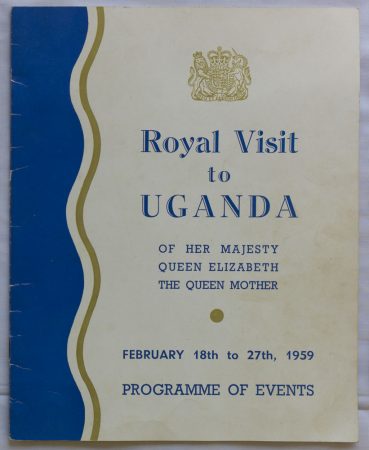 Royal Visit
to
UGANDA
OF HER MAJESTY
QUEEN ELIZABETH
THE QUEEN MOTHER
FEBRUARY 18th to 27th, 1959
PROGRAMME OF EVENTS